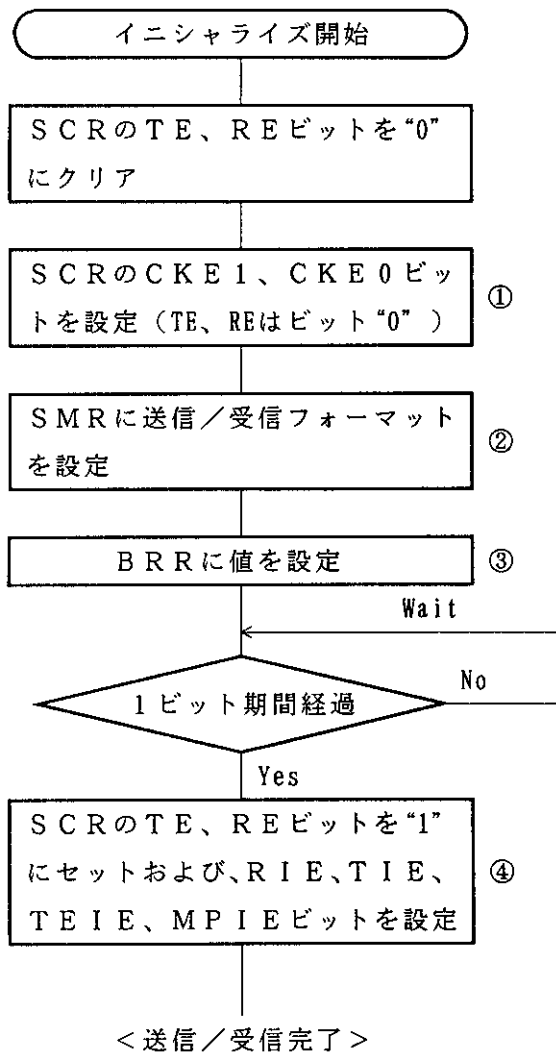 イニシャライズ開始
SCRのTE、REビットを“0”
にクリア
SCRのCKE1、CKE0ビッ
トを設定（TE、REはビット“0”）
①
SMRに送信／受信フォーマット
を設定
②
BRRに値を設定
③
Wait
1ビット期間経過
No
Yes
SCRのTE、REビットを“1”
にセットおよび、RIE、TIE、
TEIE、MPIEビットを設定
④
＜送信／受信完了＞